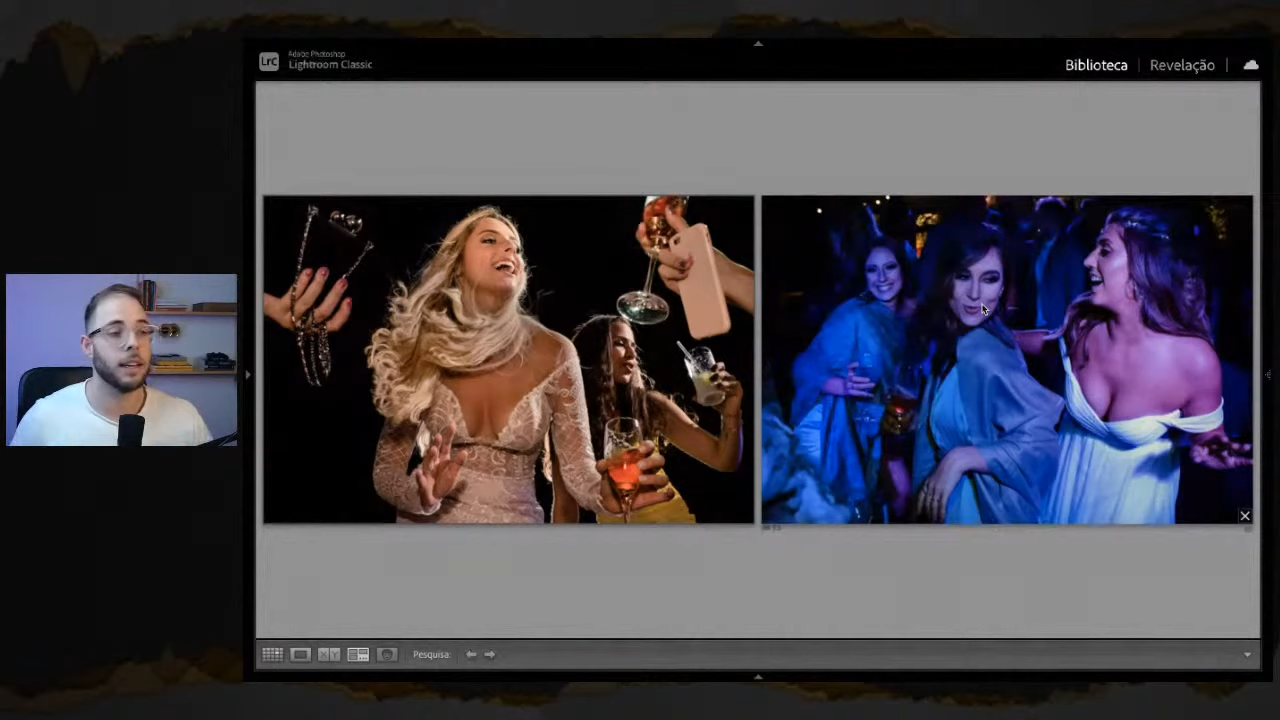 LrC
Adobe Photoshop
Lightroom Classic
Biblioteca | Revelação |
Pesquisa: